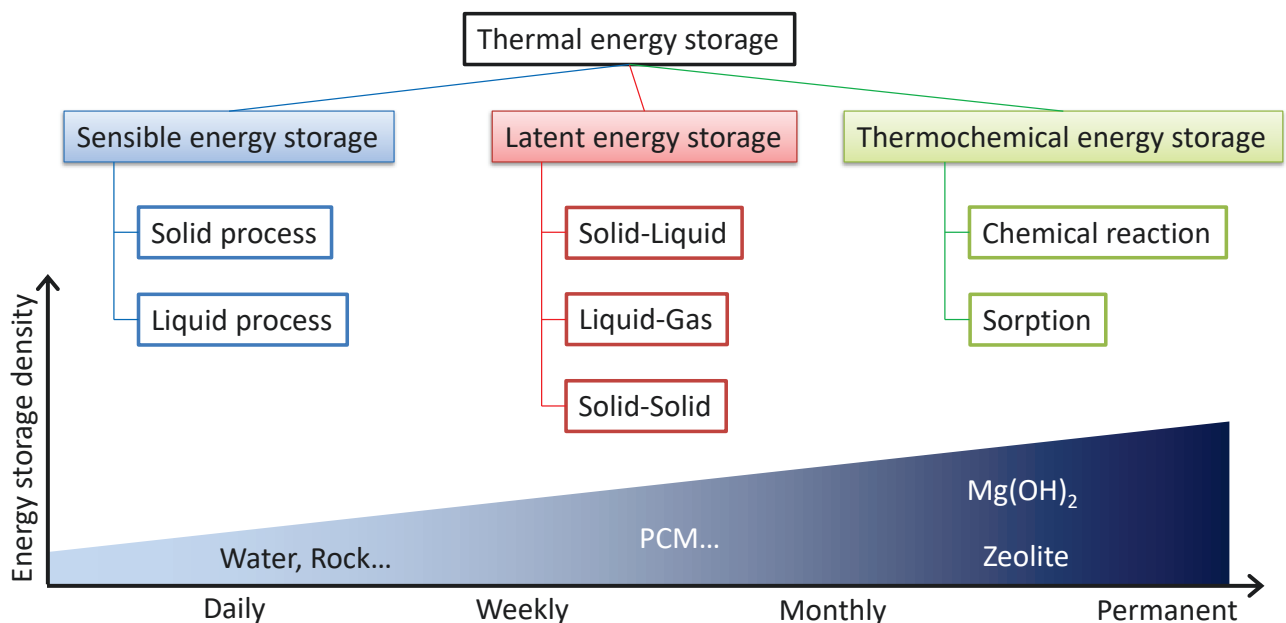 Thermal energy storage
Sensible energy storage
Latent energy storage
Thermochemical energy storage
Solid process
Solid-Liquid
Chemical reaction
Liquid process
Liquid-Gas
Sorption
Solid-Solid
Energy storage density
Mg(OH)₂
PCM...
Water, Rock...
Zeolite
Daily
Weekly
Monthly
Permanent